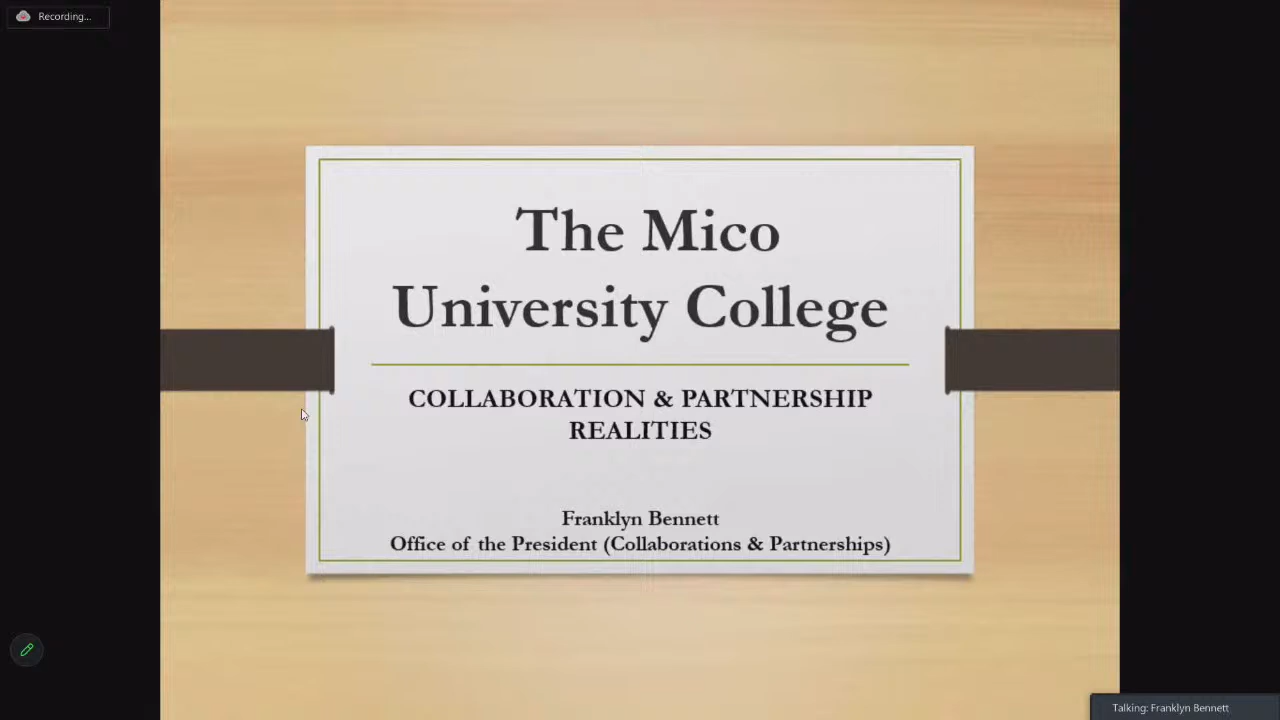 Recording...
The Mico
University College
COLLABORATION & PARTNERSHIP
REALITIES
Franklyn Bennett
Office of the President (Collaborations & Partnerships)
Talking: Franklyn Bennett